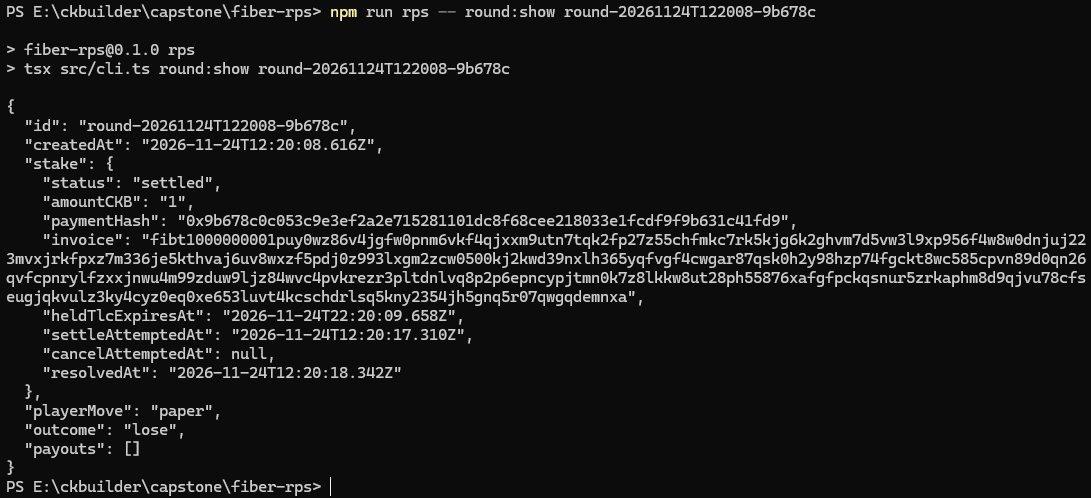 PS E:\ckbuilder\capstone\fiber-rps> npm run rps -- round:show round-20261124T122008-9b678c
> fiber-rps@0.1.0 rps
> tsx src/cli.ts round:show round-20261124T122008-9b678c
{
  "id": "round-20261124T122008-9b678c",
  "createdAt": "2026-11-24T12:20:08.616Z",
  "stake": {
    "status": "settled",
    "amountCKB": "1",
    "paymentHash": "0x9b678c0c053c9e3ef2a2e715281101dc8f68cee218033e1fcdf9f9b631c41fd9",
    "invoice": "fibt1000000001puy0wz86v4jgfw0pnm6vkf4qjxxm9utn7tqk2fp27z55chfmkc7rk5kjg6k2ghvm7d5vw3l9xp956f4w8w0dnjuj22
3mvxjrkfpxz7m336je5kthvaj6uv8wxzf5pdj0z993lxgm2zcw0500kj2kwd39nxlh365yqfvgf4cwgar87qsk0h2y98hzp74fgckt8wc585cpvn89d0qn26
qvfcpnrylfzxxjnwu4m99zduw9ljz84wvc4pvkrezr3pltdnlvq8p2p6epncypjtmn0k7z8lkkw8ut28ph55876xafgfpckqsnur5zrkaphm8d9qjvu78cfs
eugjqkvulz3ky4cyz0eq0xe653luvt4kcschdrlsq5kny2354jh5gnq5r07qwgqdemnxa",
    "heldTlcExpiresAt": "2026-11-24T22:20:09.658Z",
    "settleAttemptedAt": "2026-11-24T12:20:17.310Z",
    "cancelAttemptedAt": null,
    "resolvedAt": "2026-11-24T12:20:18.342Z"
  },
  "playerMove": "paper",
  "outcome": "lose",
  "payouts": []
}
PS E:\ckbuilder\capstone\fiber-rps>